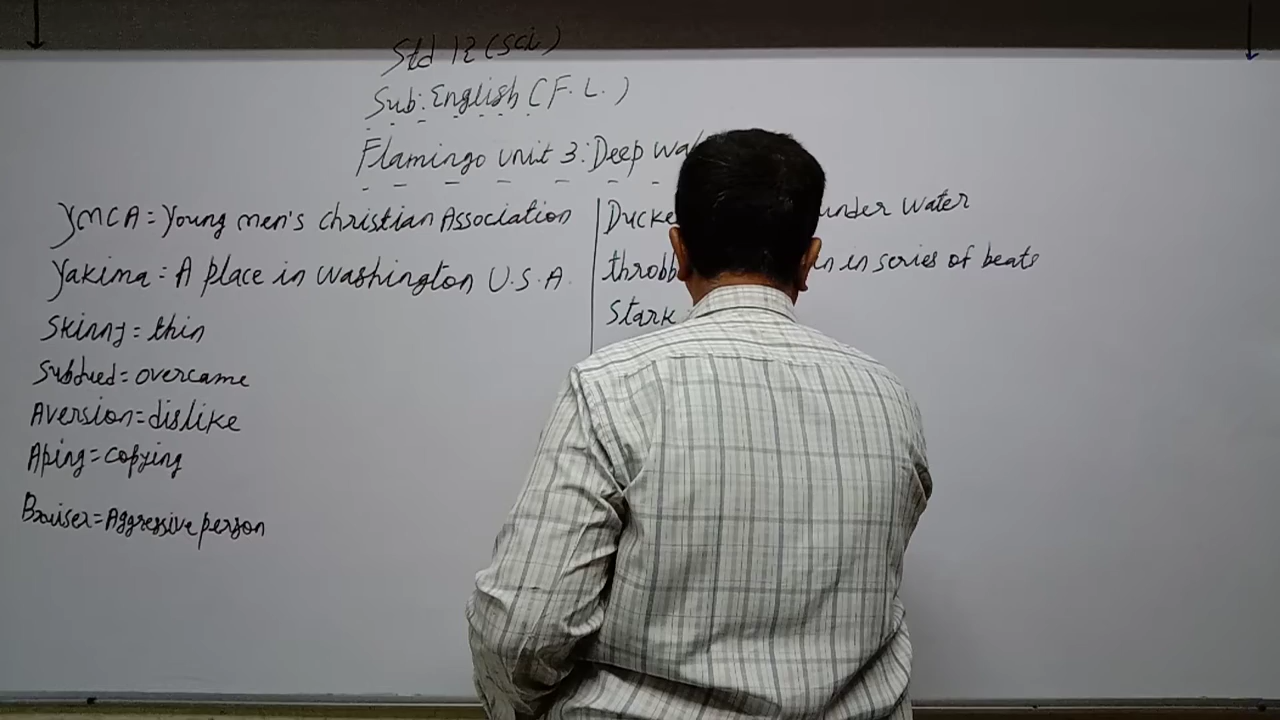 Std 12 (Sci)
Sub: English (F. L. )
Flamingo unit 3: Deep
YMCA = Young men's christian Association
Yakima = A place in Washington U.S.A.
Skinny = thin
Subdued = overcame
Aversion = dislike
Aping = copying
Bruiser = Aggressive person
under water
in series of beats
Stark